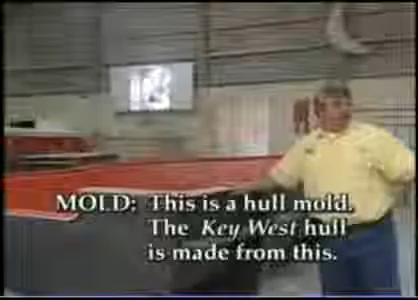 MOLD: This is a hull mold.
The Key West hull
is made from this.